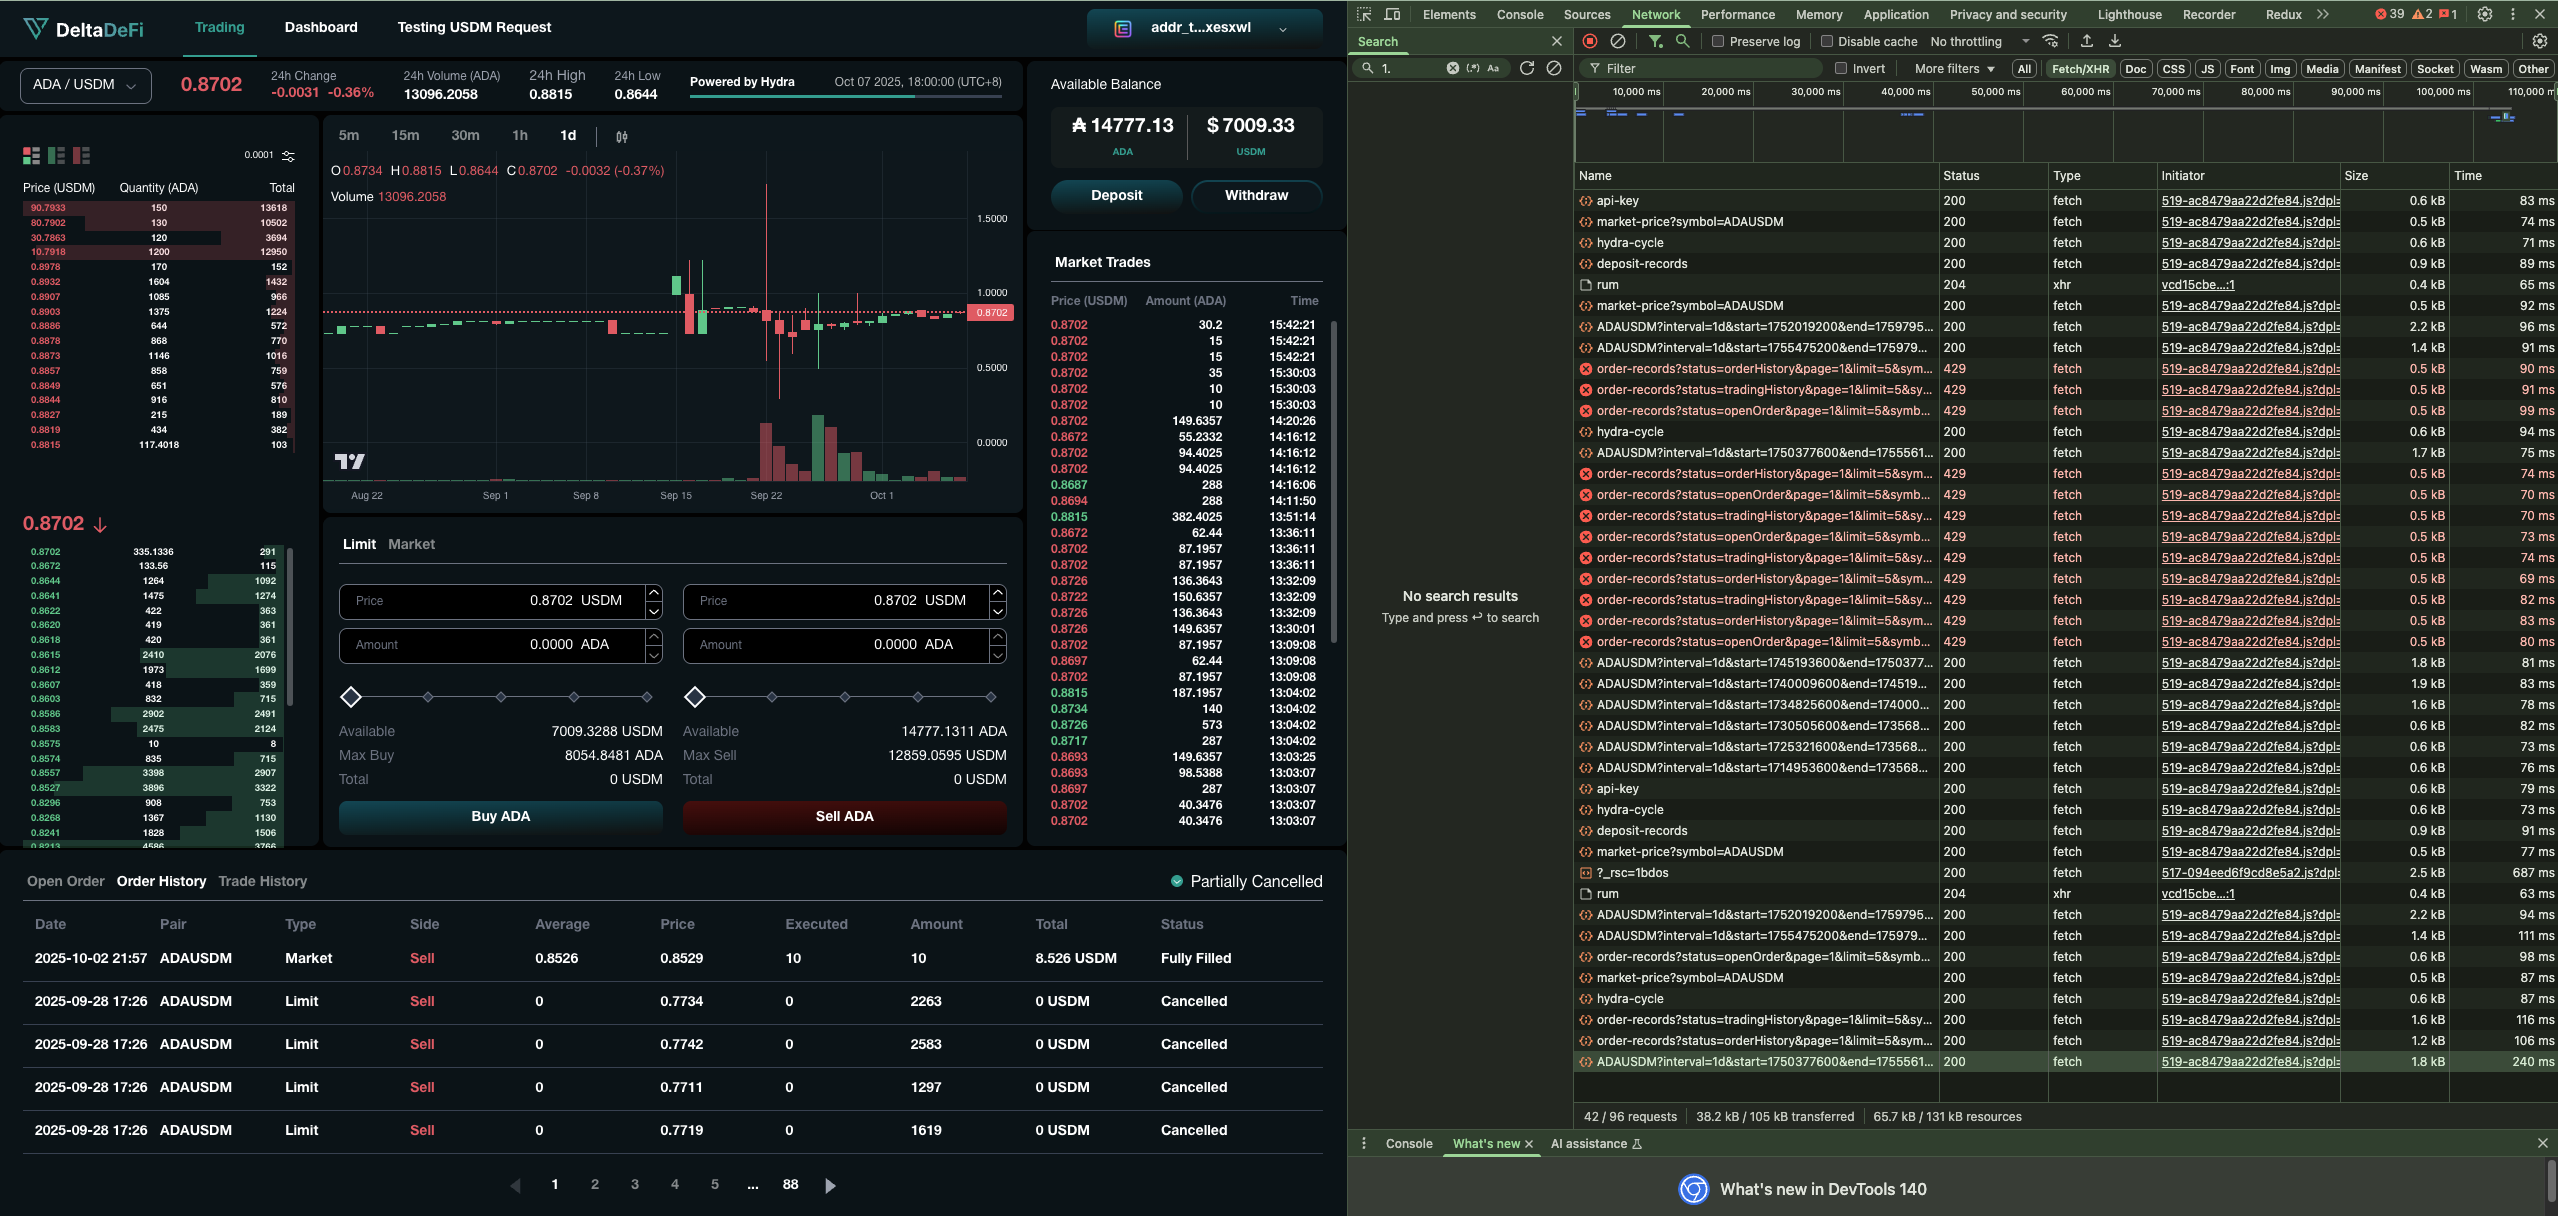 DeltaDeFi
Trading Dashboard Testing USDM Request
addr_t...xesxwl
ADA / USDM
0.8702
24h Change
-0.0031 -0.36%
24h Volume (ADA)
13096.2058
24h High
0.8815
24h Low
0.8644
Powered by Hydra
Oct 07 2025, 18:00:00 (UTC+8)
0.0001
Price (USDM) Quantity (ADA) Total
90.7933 150 13618
80.7902 130 10502
30.7863 120 3694
10.7918 1200 12950
0.8978 170 152
0.8932 1604 1432
0.8907 1085 966
0.8903 1375 1224
0.8886 644 572
0.8878 868 770
0.8873 1146 1016
0.8857 858 759
0.8849 651 576
0.8844 916 810
0.8827 215 189
0.8819 434 382
0.8815 117.4018 103
0.8702
0.8702 335.1336 291
0.8672 133.56 115
0.8644 1264 1092
0.8641 1475 1274
0.8622 422 363
0.8620 419 361
0.8618 420 361
0.8615 2410 2076
0.8612 1973 1699
0.8607 418 359
0.8603 832 715
0.8586 2902 2491
0.8583 2475 2124
0.8575 10 8
0.8574 835 715
0.8557 3398 2907
0.8527 3896 3322
0.8296 908 753
0.8268 1367 1130
0.8241 1828 1506
0.8213 4586 3766
5m 15m 30m 1h 1d
O0.8734 H0.8815 L0.8644 C0.8702 -0.0032 (-0.37%)
Volume 13096.2058
1.5000
1.0000
0.8702
0.5000
0.0000
Aug 22 Sep 1 Sep 8 Sep 15 Sep 22 Oct 1
Limit Market
Price 0.8702 USDM
Amount 0.0000 ADA
Available 7009.3288 USDM
Max Buy 8054.8481 ADA
Total 0 USDM
Buy ADA
Price 0.8702 USDM
Amount 0.0000 ADA
Available 14777.1311 ADA
Max Sell 12859.0595 USDM
Total 0 USDM
Sell ADA
Available Balance
₳ 14777.13
ADA
$ 7009.33
USDM
Deposit Withdraw
Market Trades
Price (USDM) Amount (ADA) Time
0.8702 30.2 15:42:21
0.8702 15 15:42:21
0.8702 15 15:42:21
0.8702 35 15:30:03
0.8702 10 15:30:03
0.8702 10 15:30:03
0.8702 149.6357 14:20:26
0.8672 55.2332 14:16:12
0.8702 94.4025 14:16:12
0.8702 94.4025 14:16:12
0.8687 288 14:16:06
0.8694 288 14:11:50
0.8815 382.4025 13:51:14
0.8672 62.44 13:36:11
0.8702 87.1957 13:36:11
0.8702 87.1957 13:36:11
0.8726 136.3643 13:32:09
0.8722 150.6357 13:32:09
0.8726 136.3643 13:32:09
0.8726 149.6357 13:30:01
0.8702 87.1957 13:09:08
0.8697 62.44 13:09:08
0.8702 87.1957 13:09:08
0.8815 187.1957 13:04:02
0.8734 140 13:04:02
0.8726 573 13:04:02
0.8717 287 13:04:02
0.8693 149.6357 13:03:25
0.8693 98.5388 13:03:07
0.8697 287 13:03:07
0.8702 40.3476 13:03:07
0.8702 40.3476 13:03:07
Open Order Order History Trade History
Partially Cancelled
Date Pair Type Side Average Price Executed Amount Total Status
2025-10-02 21:57 ADAUSDM Market Sell 0.8526 0.8529 10 10 8.526 USDM Fully Filled
2025-09-28 17:26 ADAUSDM Limit Sell 0 0.7734 0 2263 0 USDM Cancelled
2025-09-28 17:26 ADAUSDM Limit Sell 0 0.7742 0 2583 0 USDM Cancelled
2025-09-28 17:26 ADAUSDM Limit Sell 0 0.7711 0 1297 0 USDM Cancelled
2025-09-28 17:26 ADAUSDM Limit Sell 0 0.7719 0 1619 0 USDM Cancelled
1 2 3 4 5 ... 88
Elements Console Sources Network Performance Memory Application Privacy and security Lighthouse Recorder Redux 39 2 1
Search
1. (.*) Aa
No search results
Type and press ↩ to search
Preserve log Disable cache No throttling
Filter Invert More filters All Fetch/XHR Doc CSS JS Font Img Media Manifest Socket Wasm Other
10,000 ms 20,000 ms 30,000 ms 40,000 ms 50,000 ms 60,000 ms 70,000 ms 80,000 ms 90,000 ms 100,000 ms 110,000 m
Name Status Type Initiator Size Time
api-key 200 fetch 519-ac8479aa22d2fe84.js?dpl= 0.6 kB 83 ms
market-price?symbol=ADAUSDM 200 fetch 519-ac8479aa22d2fe84.js?dpl= 0.5 kB 74 ms
hydra-cycle 200 fetch 519-ac8479aa22d2fe84.js?dpl= 0.6 kB 71 ms
deposit-records 200 fetch 519-ac8479aa22d2fe84.js?dpl= 0.9 kB 89 ms
rum 204 xhr vcd15cbe...:1 0.4 kB 65 ms
market-price?symbol=ADAUSDM 200 fetch 519-ac8479aa22d2fe84.js?dpl= 0.5 kB 92 ms
ADAUSDM?interval=1d&start=1752019200&end=1759795... 200 fetch 519-ac8479aa22d2fe84.js?dpl= 2.2 kB 96 ms
ADAUSDM?interval=1d&start=1755475200&end=175979... 200 fetch 519-ac8479aa22d2fe84.js?dpl= 1.4 kB 91 ms
order-records?status=orderHistory&page=1&limit=5&sym... 429 fetch 519-ac8479aa22d2fe84.js?dpl= 0.5 kB 90 ms
order-records?status=tradingHistory&page=1&limit=5&sy... 429 fetch 519-ac8479aa22d2fe84.js?dpl= 0.5 kB 91 ms
order-records?status=openOrder&page=1&limit=5&symb... 429 fetch 519-ac8479aa22d2fe84.js?dpl= 0.5 kB 99 ms
hydra-cycle 200 fetch 519-ac8479aa22d2fe84.js?dpl= 0.6 kB 94 ms
ADAUSDM?interval=1d&start=1750377600&end=1755561... 200 fetch 519-ac8479aa22d2fe84.js?dpl= 1.7 kB 75 ms
order-records?status=orderHistory&page=1&limit=5&sym... 429 fetch 519-ac8479aa22d2fe84.js?dpl= 0.5 kB 74 ms
order-records?status=openOrder&page=1&limit=5&symb... 429 fetch 519-ac8479aa22d2fe84.js?dpl= 0.5 kB 70 ms
order-records?status=tradingHistory&page=1&limit=5&sy... 429 fetch 519-ac8479aa22d2fe84.js?dpl= 0.5 kB 70 ms
order-records?status=openOrder&page=1&limit=5&symb... 429 fetch 519-ac8479aa22d2fe84.js?dpl= 0.5 kB 73 ms
order-records?status=tradingHistory&page=1&limit=5&sy... 429 fetch 519-ac8479aa22d2fe84.js?dpl= 0.5 kB 74 ms
order-records?status=orderHistory&page=1&limit=5&sym... 429 fetch 519-ac8479aa22d2fe84.js?dpl= 0.5 kB 69 ms
order-records?status=tradingHistory&page=1&limit=5&sy... 429 fetch 519-ac8479aa22d2fe84.js?dpl= 0.5 kB 82 ms
order-records?status=orderHistory&page=1&limit=5&sym... 429 fetch 519-ac8479aa22d2fe84.js?dpl= 0.5 kB 83 ms
order-records?status=openOrder&page=1&limit=5&symb... 429 fetch 519-ac8479aa22d2fe84.js?dpl= 0.5 kB 80 ms
ADAUSDM?interval=1d&start=1745193600&end=1750377... 200 fetch 519-ac8479aa22d2fe84.js?dpl= 1.8 kB 81 ms
ADAUSDM?interval=1d&start=1740009600&end=174519... 200 fetch 519-ac8479aa22d2fe84.js?dpl= 1.9 kB 83 ms
ADAUSDM?interval=1d&start=1734825600&end=174000... 200 fetch 519-ac8479aa22d2fe84.js?dpl= 1.6 kB 78 ms
ADAUSDM?interval=1d&start=1730505600&end=173568... 200 fetch 519-ac8479aa22d2fe84.js?dpl= 0.6 kB 82 ms
ADAUSDM?interval=1d&start=1725321600&end=173568... 200 fetch 519-ac8479aa22d2fe84.js?dpl= 0.6 kB 73 ms
ADAUSDM?interval=1d&start=1714953600&end=173568... 200 fetch 519-ac8479aa22d2fe84.js?dpl= 0.6 kB 76 ms
api-key 200 fetch 519-ac8479aa22d2fe84.js?dpl= 0.6 kB 79 ms
hydra-cycle 200 fetch 519-ac8479aa22d2fe84.js?dpl= 0.6 kB 73 ms
deposit-records 200 fetch 519-ac8479aa22d2fe84.js?dpl= 0.9 kB 91 ms
market-price?symbol=ADAUSDM 200 fetch 519-ac8479aa22d2fe84.js?dpl= 0.5 kB 77 ms
?_rsc=1bdos 200 fetch 517-094eed6f9cd8e5a2.js?dpl= 2.5 kB 687 ms
rum 204 xhr vcd15cbe...:1 0.4 kB 63 ms
ADAUSDM?interval=1d&start=1752019200&end=1759795... 200 fetch 519-ac8479aa22d2fe84.js?dpl= 2.2 kB 94 ms
ADAUSDM?interval=1d&start=1755475200&end=175979... 200 fetch 519-ac8479aa22d2fe84.js?dpl= 1.4 kB 111 ms
order-records?status=openOrder&page=1&limit=5&symb... 200 fetch 519-ac8479aa22d2fe84.js?dpl= 0.6 kB 98 ms
market-price?symbol=ADAUSDM 200 fetch 519-ac8479aa22d2fe84.js?dpl= 0.5 kB 87 ms
hydra-cycle 200 fetch 519-ac8479aa22d2fe84.js?dpl= 0.6 kB 87 ms
order-records?status=tradingHistory&page=1&limit=5&sy... 200 fetch 519-ac8479aa22d2fe84.js?dpl= 1.6 kB 116 ms
order-records?status=orderHistory&page=1&limit=5&sym... 200 fetch 519-ac8479aa22d2fe84.js?dpl= 1.2 kB 106 ms
ADAUSDM?interval=1d&start=1750377600&end=1755561... 200 fetch 519-ac8479aa22d2fe84.js?dpl= 1.8 kB 240 ms
42 / 96 requests 38.2 kB / 105 kB transferred 65.7 kB / 131 kB resources
Console What's new AI assistance
What's new in DevTools 140